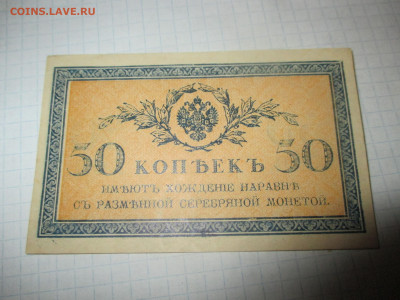 COINS.LAVE.RU
50 КОПѢЕКЪ 50
ИМѢЮТЪ ХОЖДЕНІЕ НАРАВНѢ
СЪ РАЗМѢННОЙ СЕРЕБРЯНОЙ МОНЕТОЙ.